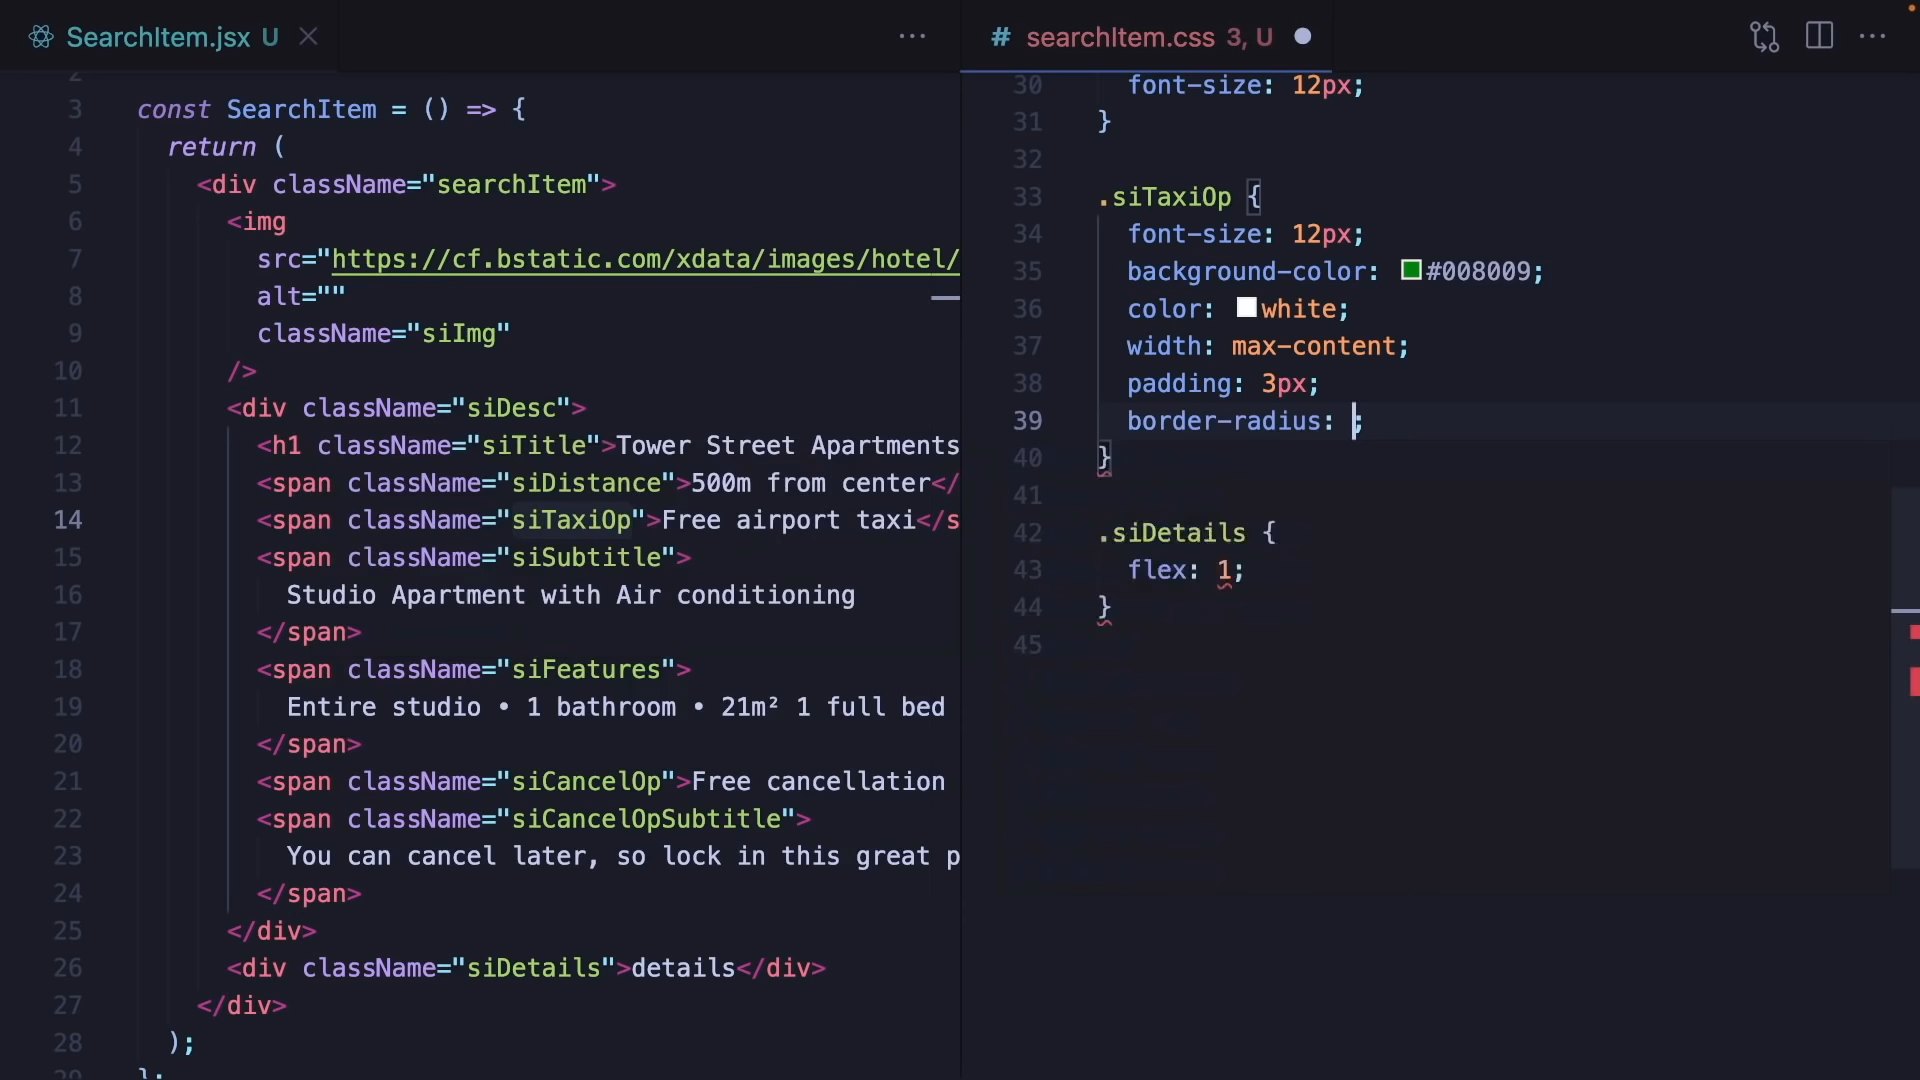 SearchItem.jsx U
2
3 const SearchItem = () => {
4 return (
5 <div className="searchItem">
6 <img
7 src="https://cf.bstatic.com/xdata/images/hotel/
8 alt=""
9 className="siImg"
10 />
11 <div className="siDesc">
12 <h1 className="siTitle">Tower Street Apartments
13 <span className="siDistance">500m from center</
14 <span className="siTaxiOp">Free airport taxi</s
15 <span className="siSubtitle">
16 Studio Apartment with Air conditioning
17 </span>
18 <span className="siFeatures">
19 Entire studio • 1 bathroom • 21m² 1 full bed
20 </span>
21 <span className="siCancelOp">Free cancellation
22 <span className="siCancelOpSubtitle">
23 You can cancel later, so lock in this great p
24 </span>
25 </div>
26 <div className="siDetails">details</div>
27 </div>
28 );
29 };
# searchItem.css 3, U
30 font-size: 12px;
31 }
32
33 .siTaxiOp {
34 font-size: 12px;
35 background-color: #008009;
36 color: white;
37 width: max-content;
38 padding: 3px;
39 border-radius: ;
40 }
41
42 .siDetails {
43 flex: 1;
44 }
45